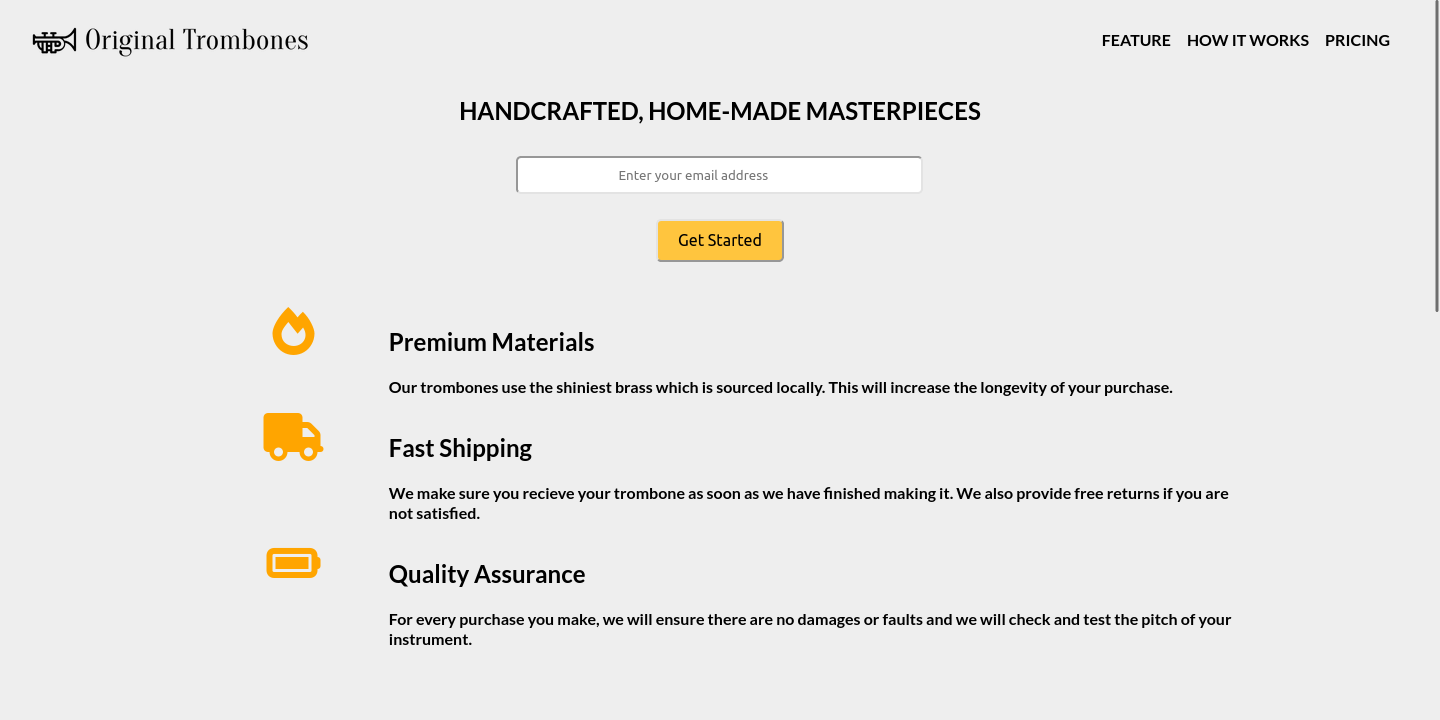 Original Trombones
FEATURE HOW IT WORKS PRICING
HANDCRAFTED, HOME-MADE MASTERPIECES
Enter your email address
Get Started
Premium Materials
Our trombones use the shiniest brass which is sourced locally. This will increase the longevity of your purchase.
Fast Shipping
We make sure you recieve your trombone as soon as we have finished making it. We also provide free returns if you are
not satisfied.
Quality Assurance
For every purchase you make, we will ensure there are no damages or faults and we will check and test the pitch of your
instrument.